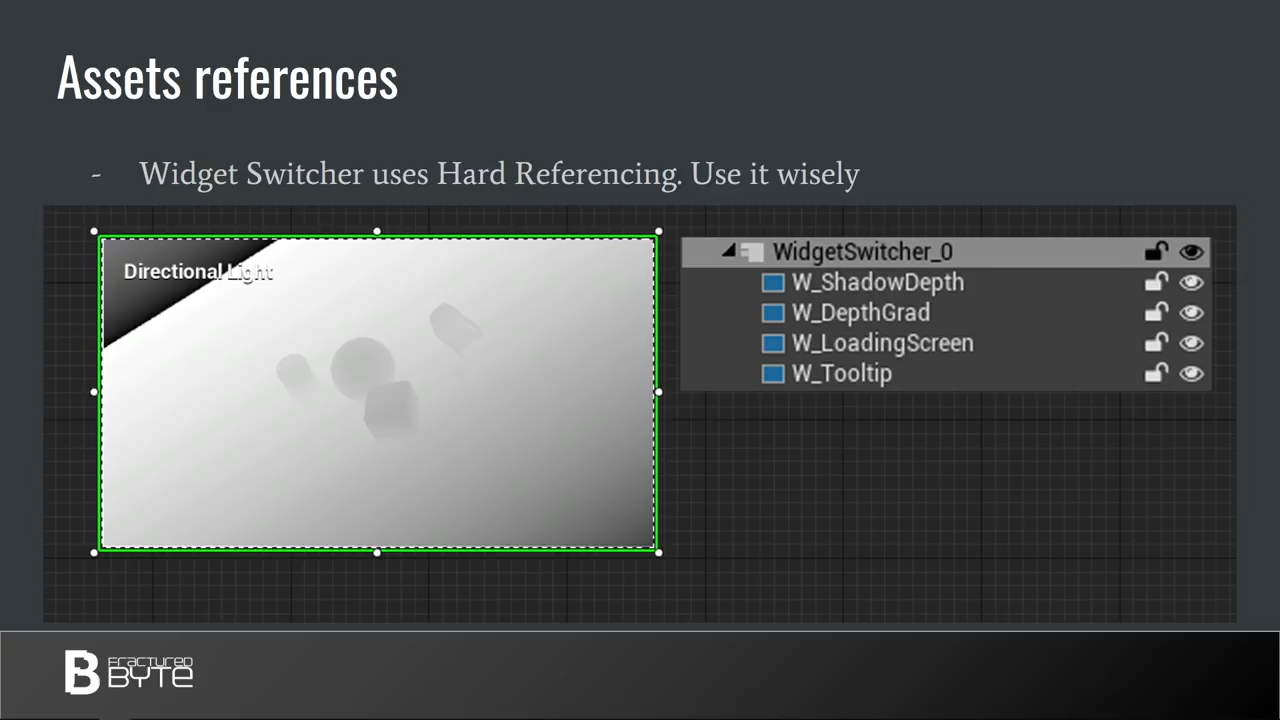 Assets references
- Widget Switcher uses Hard Referencing. Use it wisely
Directional Light
WidgetSwitcher_0
W_ShadowDepth
W_DepthGrad
W_LoadingScreen
W_Tooltip
B Fractured
BYTE